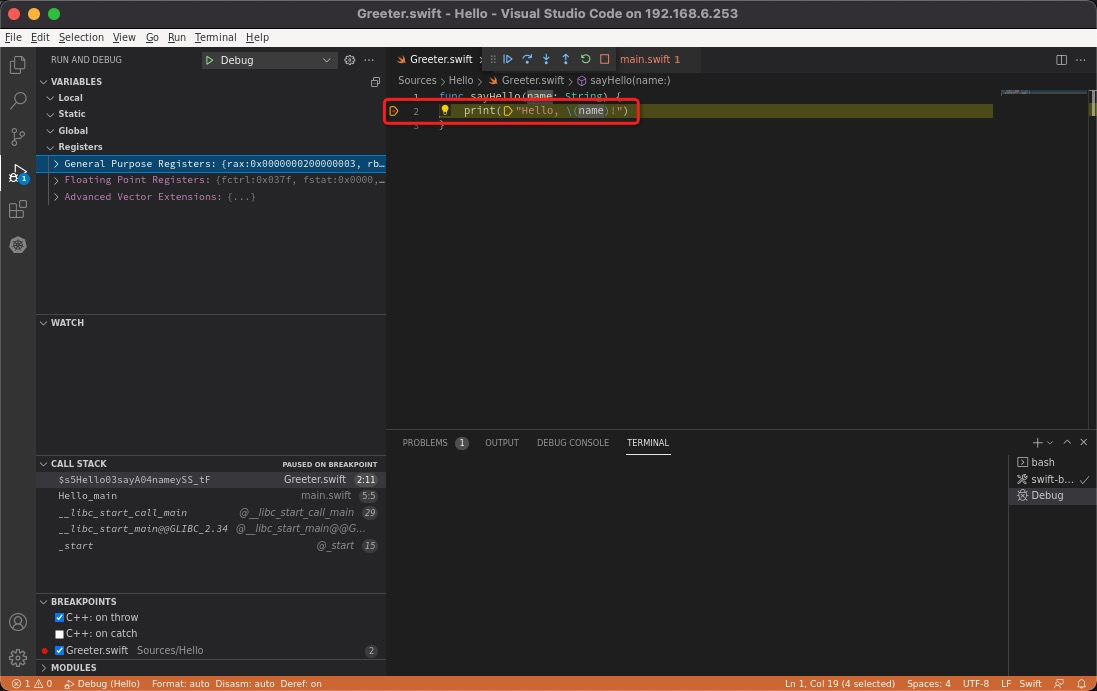 Greeter.swift - Hello - Visual Studio Code on 192.168.6.253
File Edit Selection View Go Run Terminal Help
RUN AND DEBUG
Debug
VARIABLES
Local
Static
Global
Registers
General Purpose Registers: {rax:0x0000000200000003, rb…
Floating Point Registers: {fctrl:0x037f, fstat:0x0000,…
Advanced Vector Extensions: {...}
WATCH
CALL STACK PAUSED ON BREAKPOINT
$s5Hello03sayA04nameySS_tF Greeter.swift 2:11
Hello_main main.swift 5:5
__libc_start_call_main @__libc_start_call_main 29
__libc_start_main@@GLIBC_2.34 @__libc_start_main@@G…
_start @_start 15
BREAKPOINTS
C++: on throw
C++: on catch
Greeter.swift Sources/Hello 2
MODULES
1
Greeter.swift main.swift 1
Sources > Hello > Greeter.swift > sayHello(name:)
1 func sayHello(name: String) {
2 print("Hello, \(name)!")
3 }
PROBLEMS 1 OUTPUT DEBUG CONSOLE TERMINAL
bash
swift-b…
Debug
1 0 Debug (Hello) Format: auto Disasm: auto Deref: on Ln 1, Col 19 (4 selected) Spaces: 4 UTF-8 LF Swift